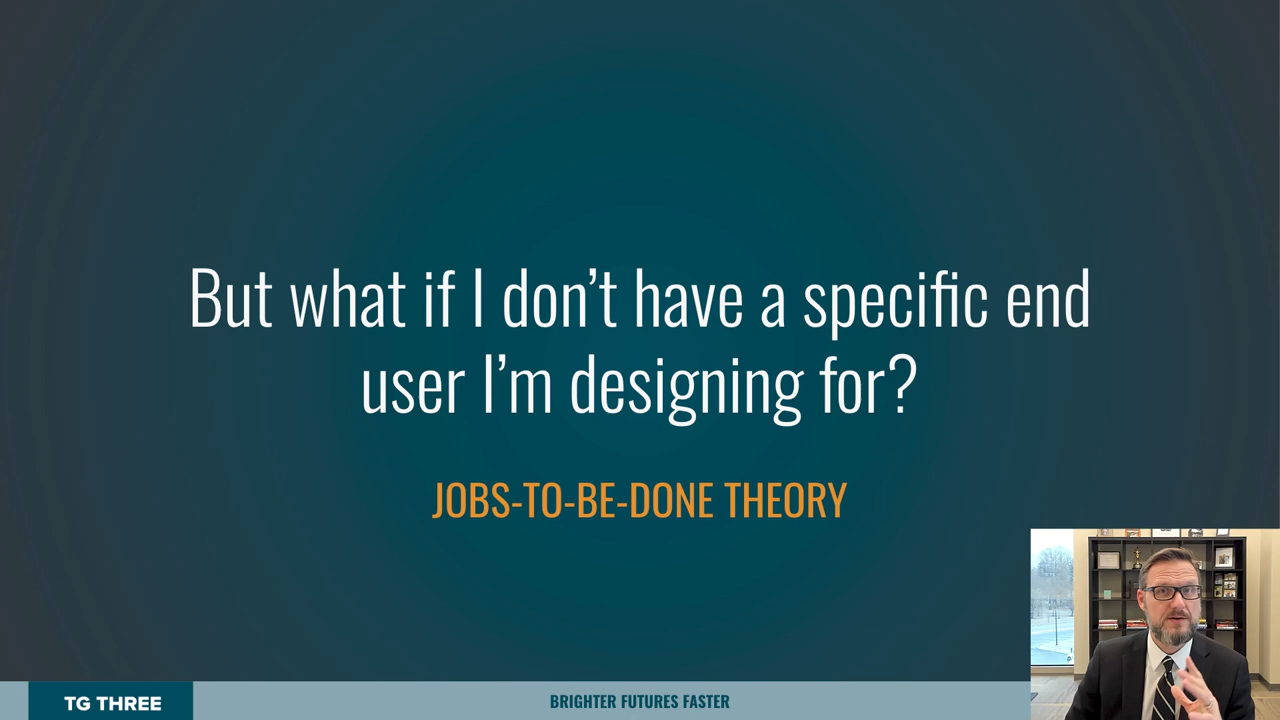 But what if I don’t have a specific end
user I’m designing for?
JOBS-TO-BE-DONE THEORY
TG THREE
BRIGHTER FUTURES FASTER